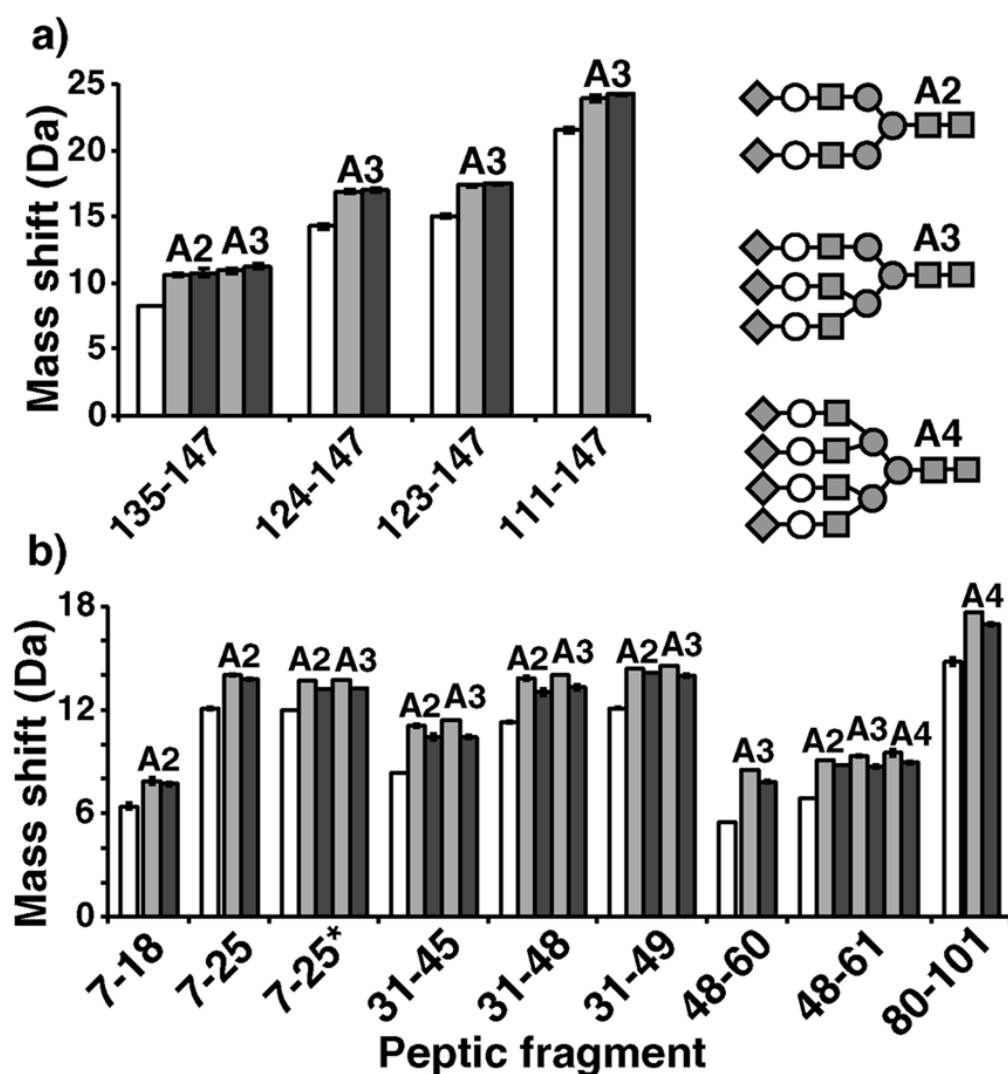 a)
Mass shift (Da)
25
20
15
10
5
0
A2
A3
A3
A3
A3
135-147
124-147
123-147
111-147
A2
A3
A4
b)
Mass shift (Da)
18
12
6
0
A2
A2
A2
A3
A2
A3
A2
A3
A2
A3
A3
A2
A3
A4
A4
7-18
7-25
7-25*
31-45
31-48
31-49
48-60
48-61
80-101
Peptic fragment